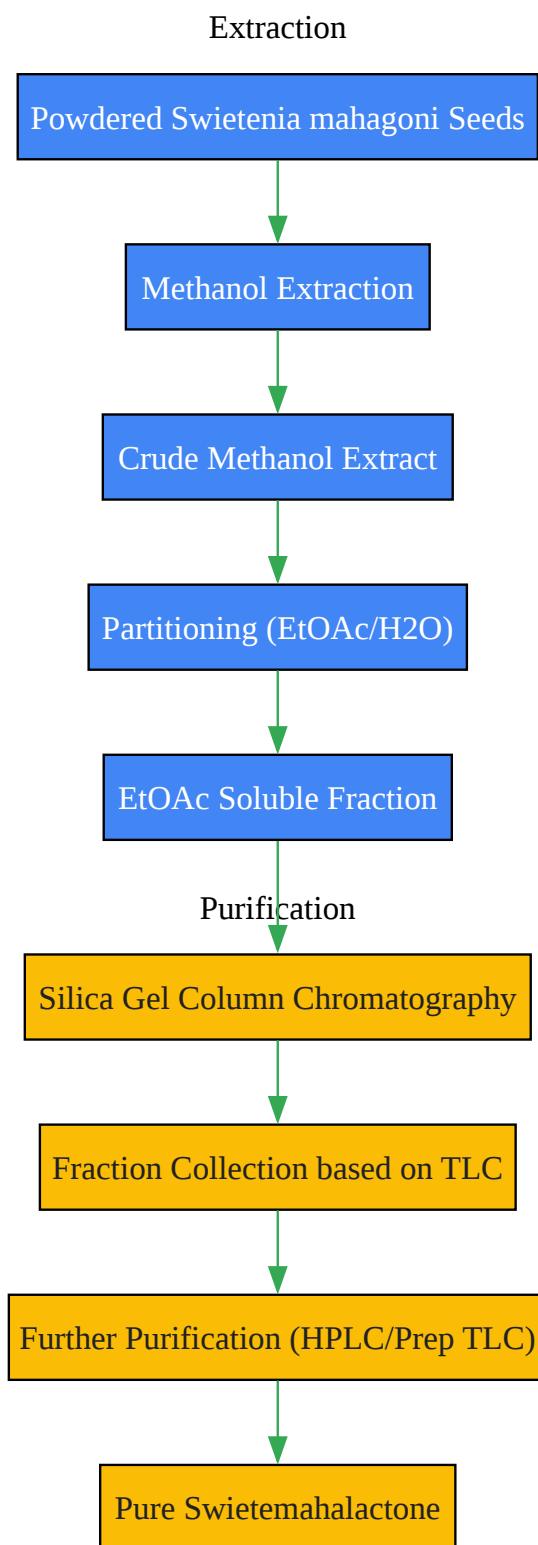 Extraction
Powdered Swietenia mahagoni Seeds
Methanol Extraction
Crude Methanol Extract
Partitioning (EtOAc/H2O)
EtOAc Soluble Fraction
Purification
Silica Gel Column Chromatography
Fraction Collection based on TLC
Further Purification (HPLC/Prep TLC)
Pure Swietemahalactone